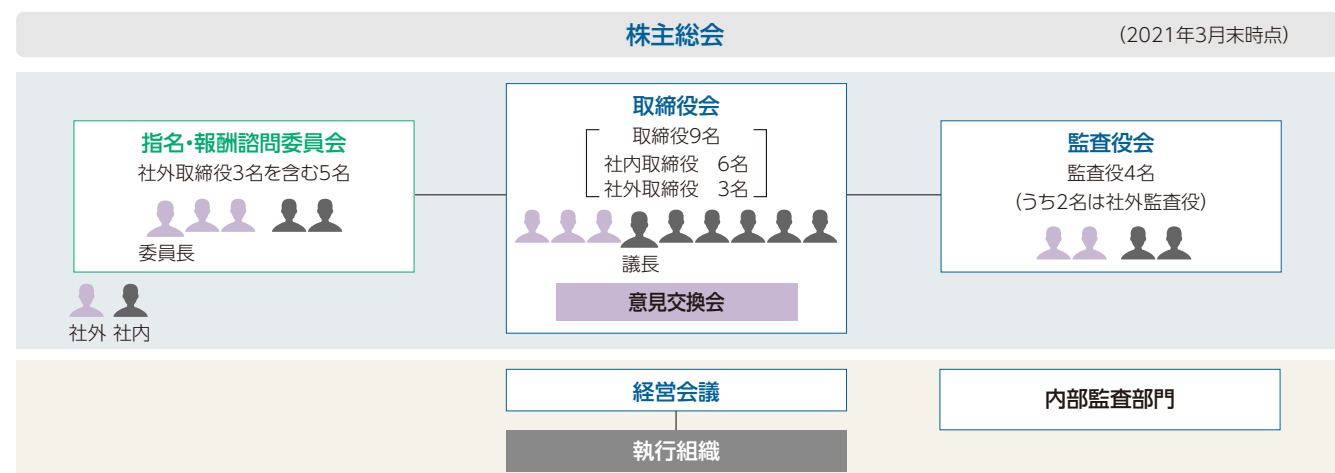 株主総会
(2021年3月末時点)
指名・報酬諮問委員会
社外取締役3名を含む5名
委員長
社外 社内
取締役会
取締役9名
社内取締役 6名
社外取締役 3名
議長
意見交換会
監査役会
監査役4名
(うち2名は社外監査役)
経営会議
執行組織
内部監査部門